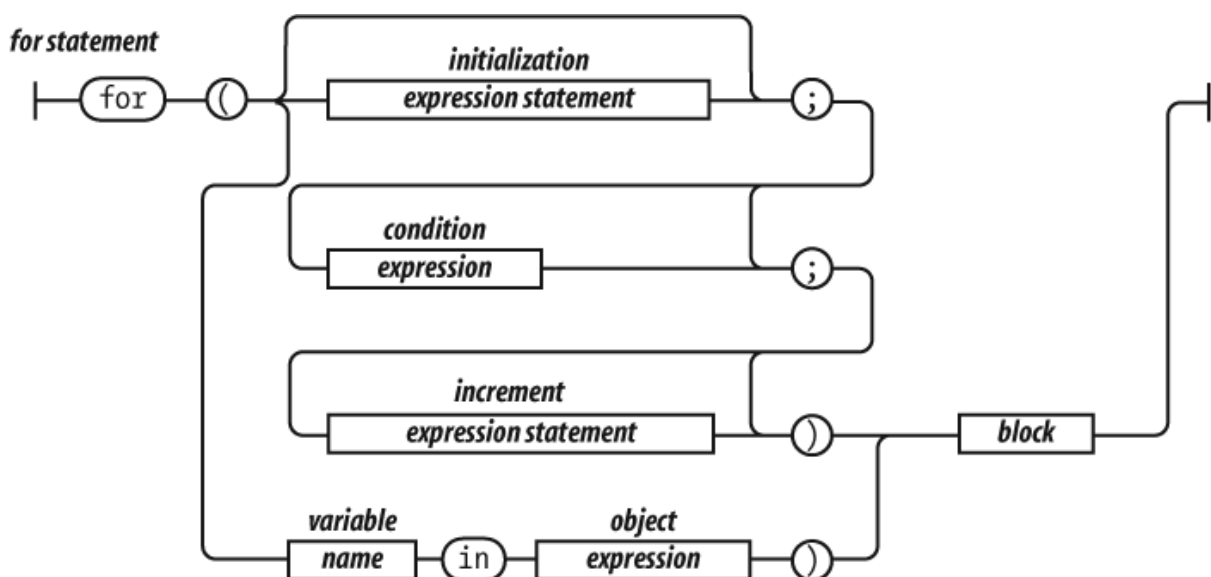 for statement
initialization
for ( expression statement ;
condition
expression ;
increment
expression statement ) block
variable object
name in expression )